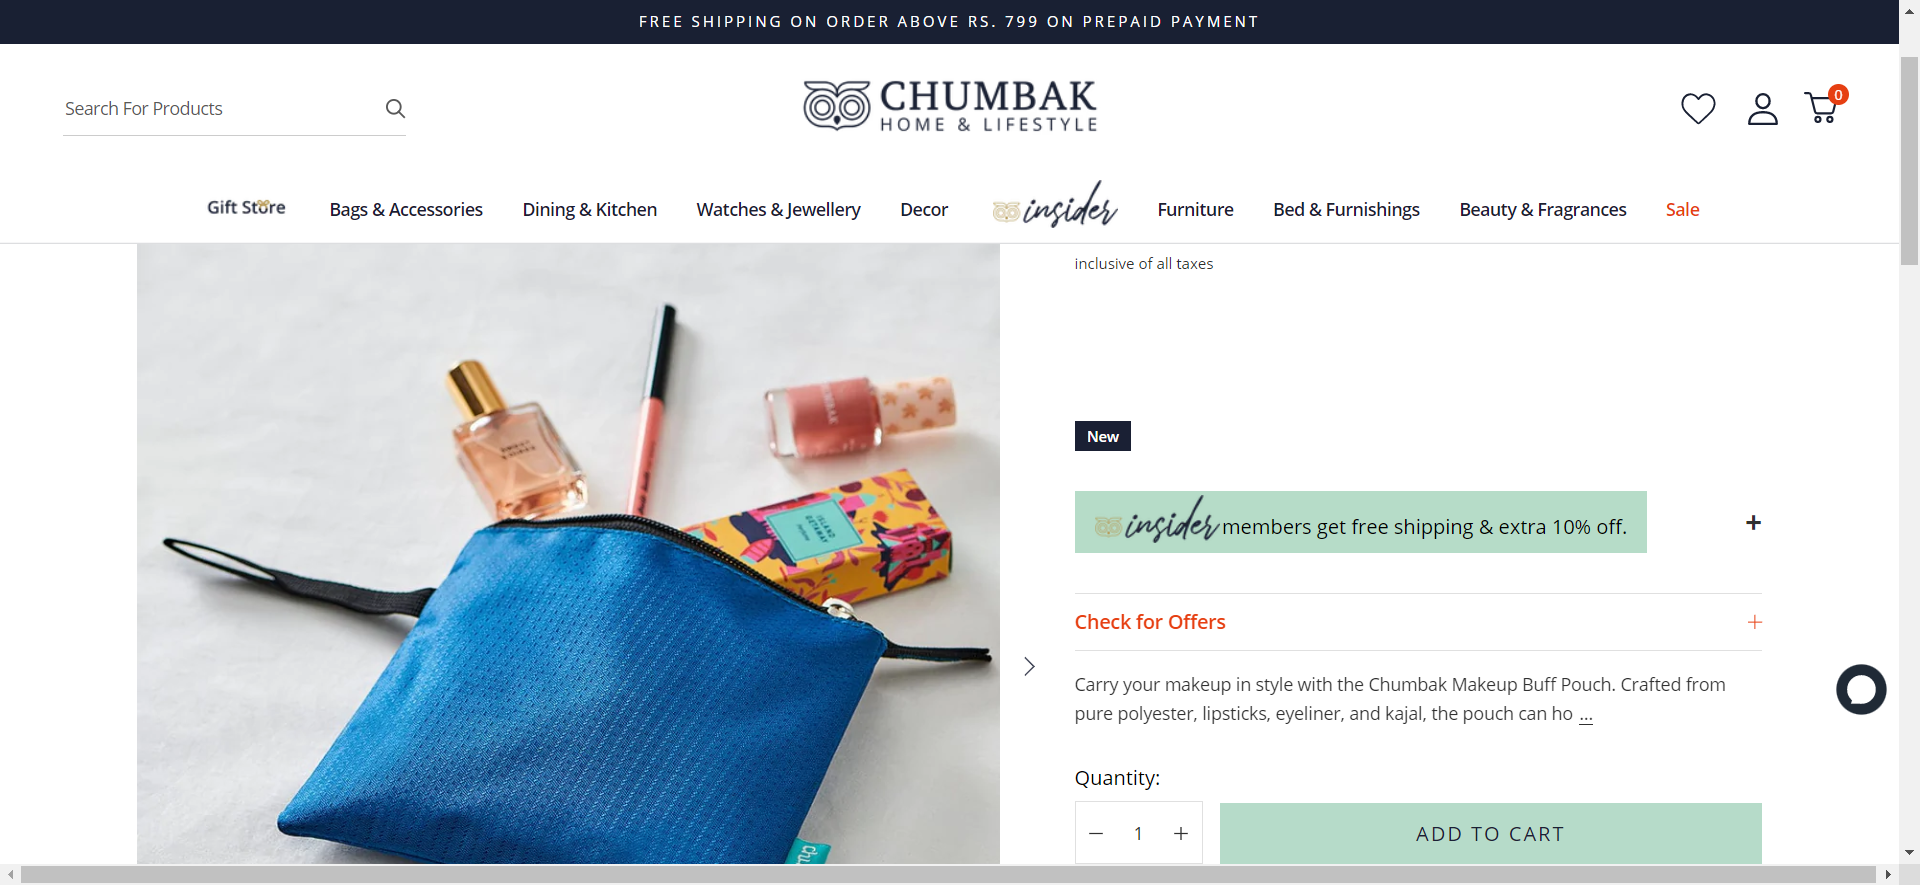 FREE SHIPPING ON ORDER ABOVE RS. 799 ON PREPAID PAYMENT
Search For Products
CHUMBAK
HOME & LIFESTYLE
0
Gift Store
Bags & Accessories
Dining & Kitchen
Watches & Jewellery
Decor
insider
Furniture
Bed & Furnishings
Beauty & Fragrances
Sale
inclusive of all taxes
New
insider members get free shipping & extra 10% off.
+
Check for Offers
+
Carry your makeup in style with the Chumbak Makeup Buff Pouch. Crafted from
pure polyester, lipsticks, eyeliner, and kajal, the pouch can ho ...
Quantity:
− 1 +
ADD TO CART
ISLAND
GETAWAY